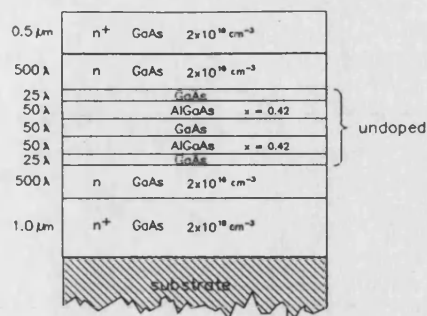 0.5 μm n+ GaAs 2x10^18 cm^-3
500 λ n GaAs 2x10^16 cm^-3
25 λ GaAs
50 λ AlGaAs x = 0.42
50 λ GaAs undoped
50 λ AlGaAs x = 0.42
25 λ GaAs
500 λ n GaAs 2x10^16 cm^-3
1.0 μm n+ GaAs 2x10^18 cm^-3
substrate